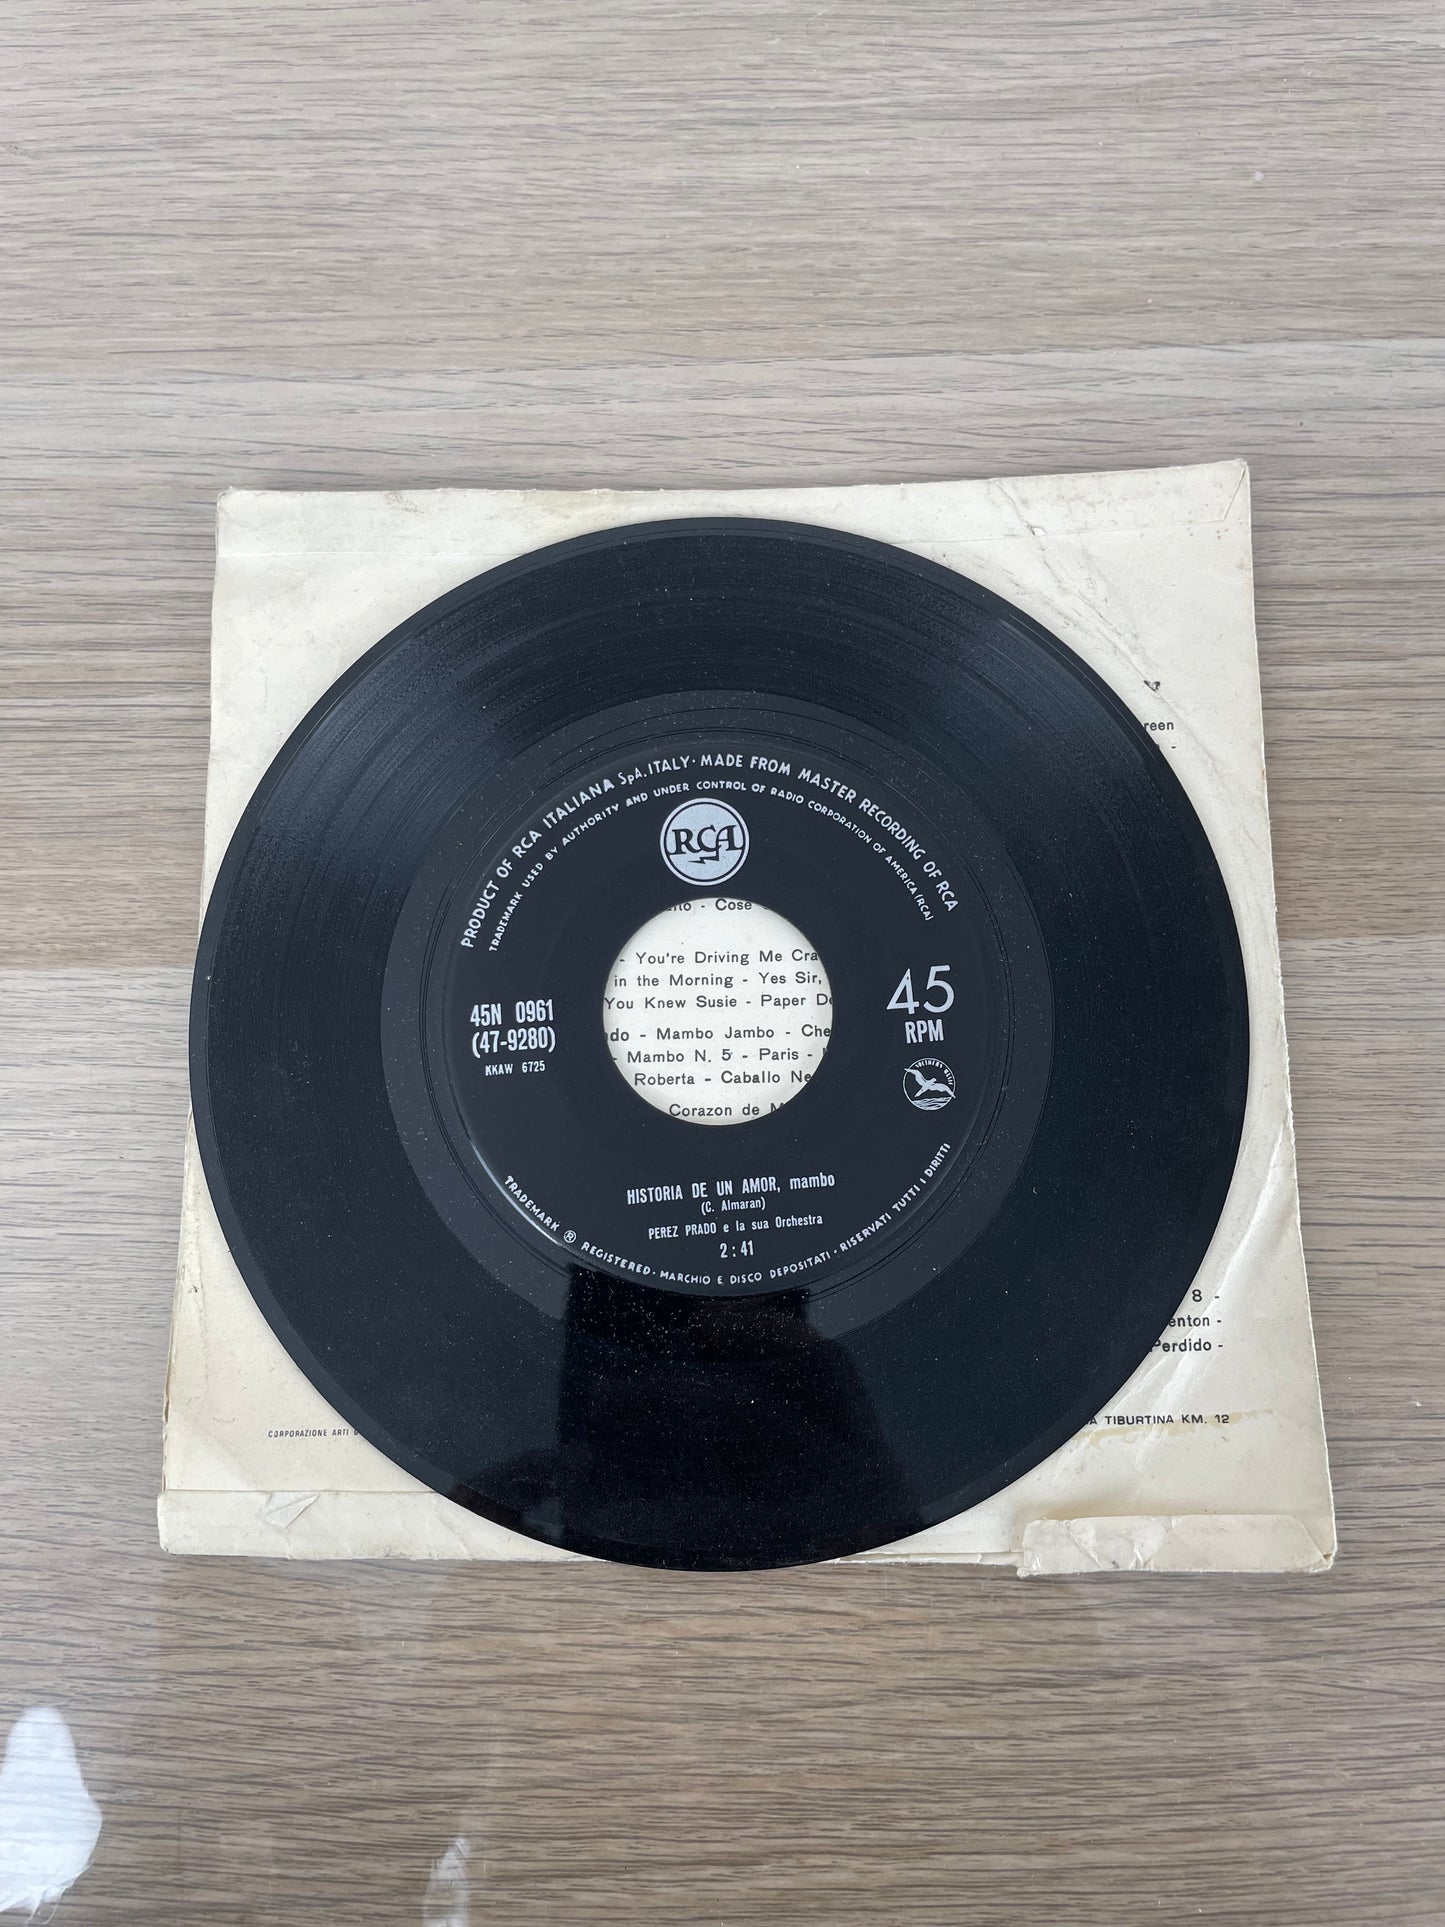 PRODUCT OF RCA ITALIANA SpA. ITALY · MADE FROM MASTER RECORDING OF RCA
TRADEMARK USED BY AUTHORITY AND UNDER CONTROL OF RADIO CORPORATION OF AMERICA (RCA)
RCA
45N 0961
(47-9280)
KKAW 6725
45
RPM
SOUTHERN MUSIC
HISTORIA DE UN AMOR, mambo
(C. Almaran)
PEREZ PRADO e la sua Orchestra
2:41
TRADEMARK ® REGISTERED · MARCHIO E DISCO DEPOSITATI · RISERVATI TUTTI I DIRITTI
- Cose
- You're Driving Me Cra
in the Morning - Yes Sir,
You Knew Susie - Paper D
do - Mambo Jambo - Che
- Mambo N. 5 - Paris -
Roberta - Caballo Ne
Corazon de M
reen
8 -
enton -
Perdido -
CORPORAZIONE ARTI
A TIBURTINA KM. 12